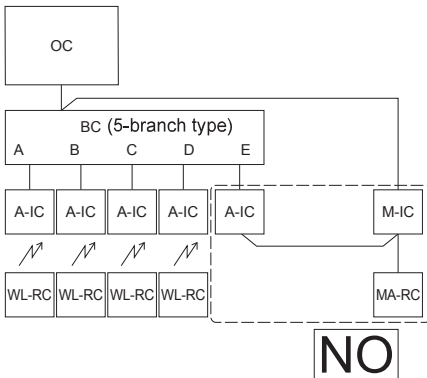 OC
BC (5-branch type)
A B C D E
A-IC A-IC A-IC A-IC A-IC M-IC
WL-RC WL-RC WL-RC WL-RC MA-RC
NO